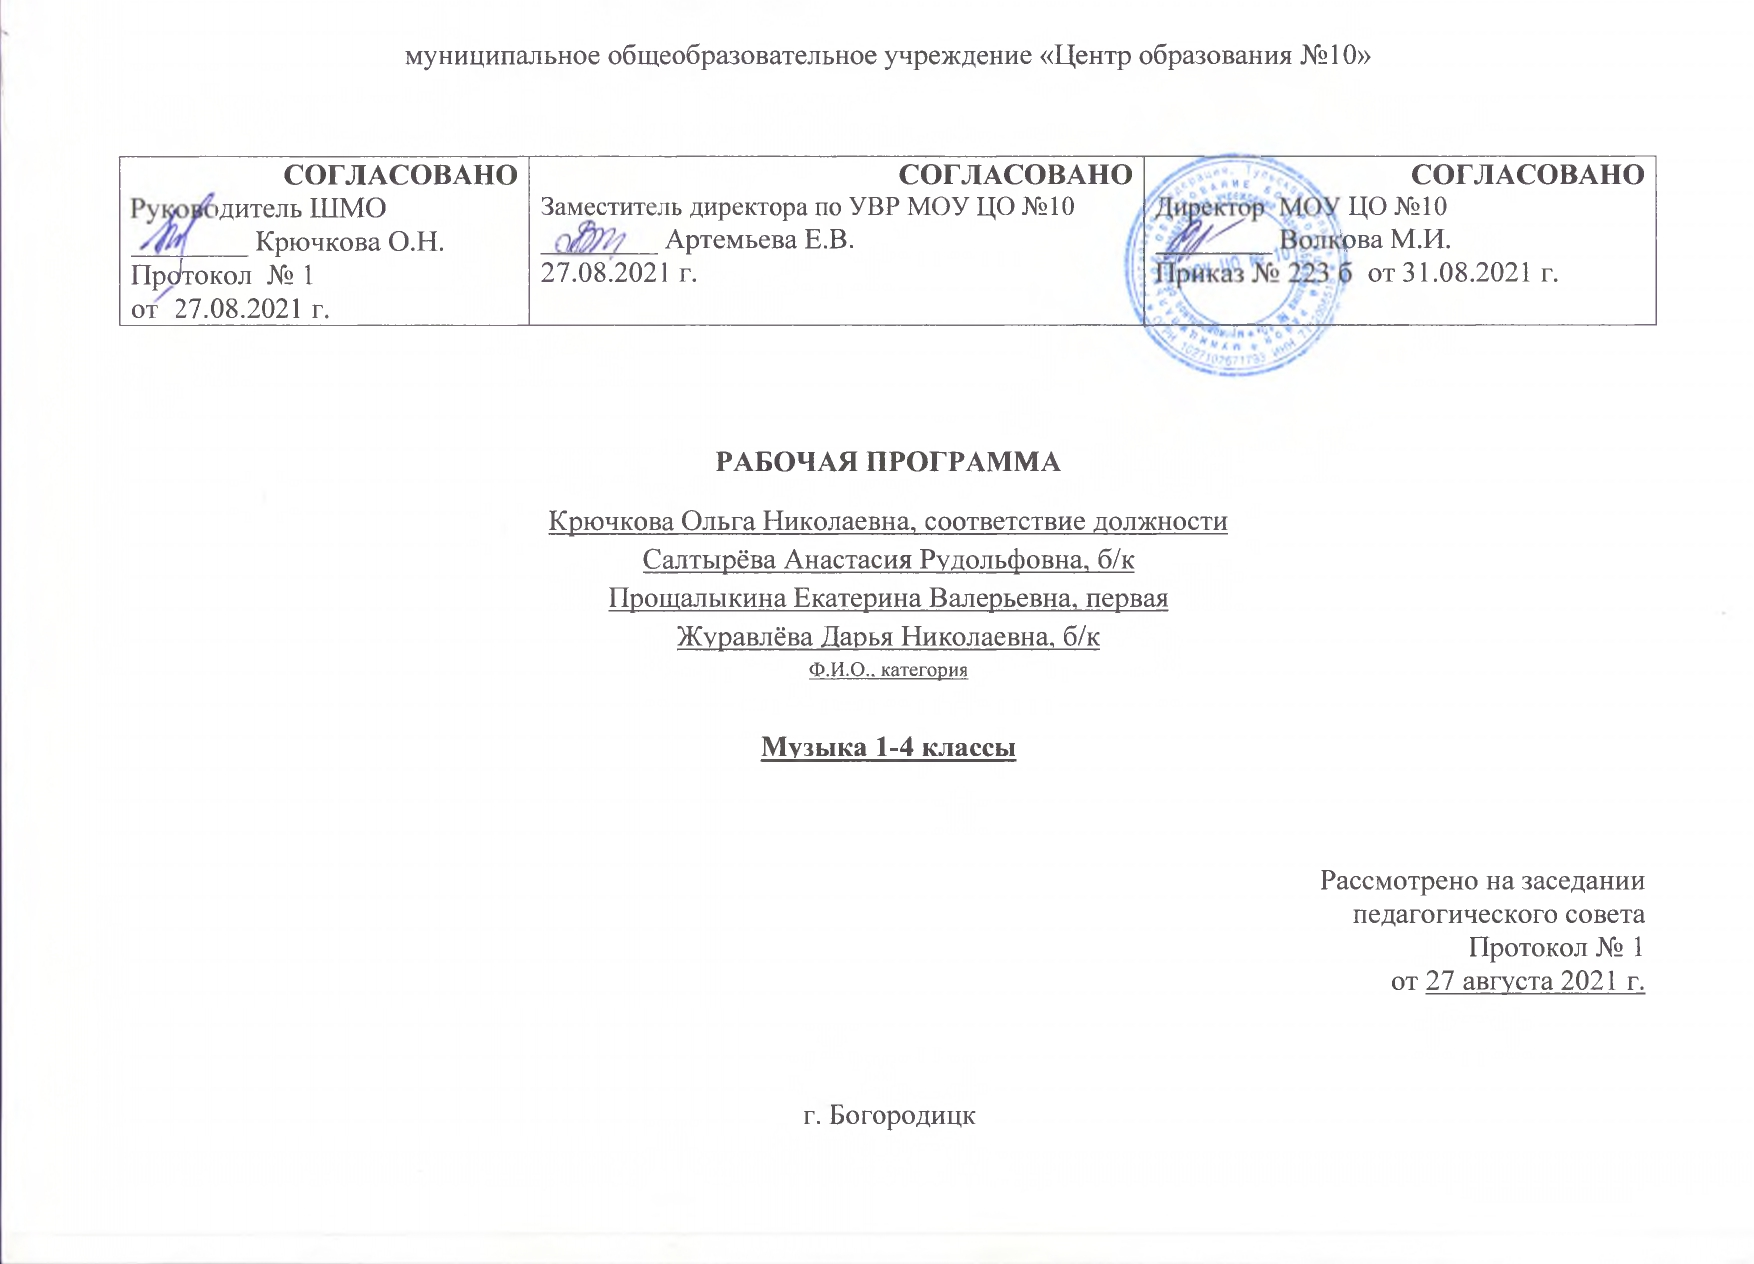 муниципальное общеобразовательное учреждение «Центр образования №10»
СОГЛАСОВАНО
Руководитель ШМО
________ Крючкова О.Н.
Протокол № 1
от 27.08.2021 г.
СОГЛАСОВАНО
Заместитель директора по УВР МОУ ЦО №10
________ Артемьева Е.В.
27.08.2021 г.
СОГЛАСОВАНО
Директор МОУ ЦО №10
________ Волкова М.И.
Приказ № 223 б от 31.08.2021 г.
РАБОЧАЯ ПРОГРАММА
Крючкова Ольга Николаевна, соответствие должности
Салтырёва Анастасия Рудольфовна, б/к
Прощалыкина Екатерина Валерьевна, первая
Журавлёва Дарья Николаевна, б/к
Ф.И.О., категория
Музыка 1-4 классы
Рассмотрено на заседании
педагогического совета
Протокол № 1
от 27 августа 2021 г.
г. Богородицк